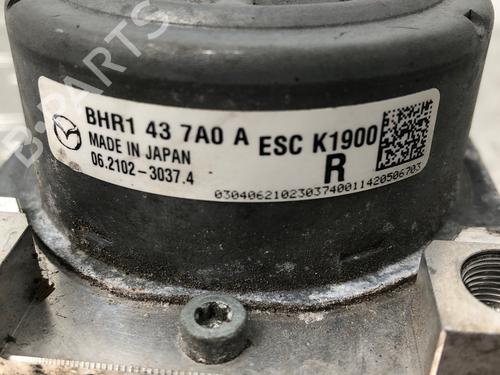 B-PARTS
BHR1 43 7A0 A
MADE IN JAPAN
06.2102-3037.4
ESC K1900
R
0304062102303740011420506703